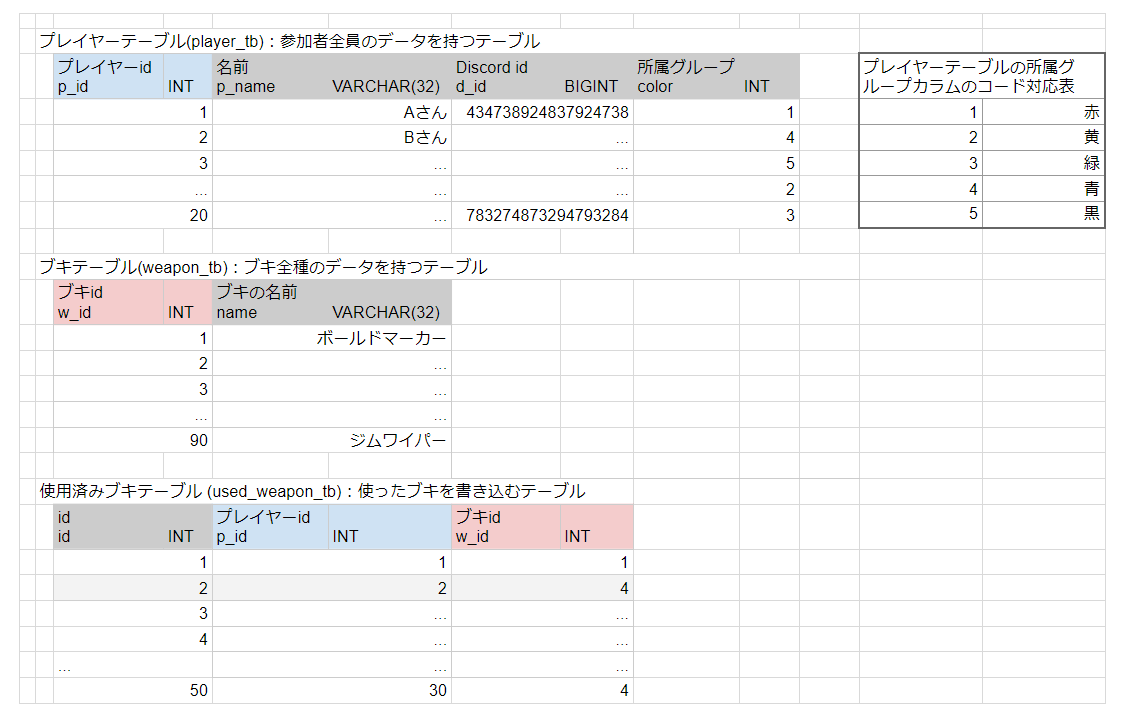 プレイヤーテーブル(player_tb)：参加者全員のデータを持つテーブル
プレイヤーid 名前 Discord id 所属グループ
p_id INT p_name VARCHAR(32) d_id BIGINT color INT
1 Aさん 434738924837924738 1
2 Bさん ... 4
3 ... ... 5
... ... ... 2
20 ... 783274873294793284 3
プレイヤーテーブルの所属グ
ループカラムのコード対応表
1 赤
2 黄
3 緑
4 青
5 黒
ブキテーブル(weapon_tb)：ブキ全種のデータを持つテーブル
ブキid ブキの名前
w_id INT name VARCHAR(32)
1 ボールドマーカー
2 ...
3 ...
... ...
90 ジムワイパー
使用済みブキテーブル (used_weapon_tb)：使ったブキを書き込むテーブル
id プレイヤーid ブキid
id INT p_id INT w_id INT
1 1 1
2 2 4
3 ... ...
4 ... ...
... ... ...
50 30 4